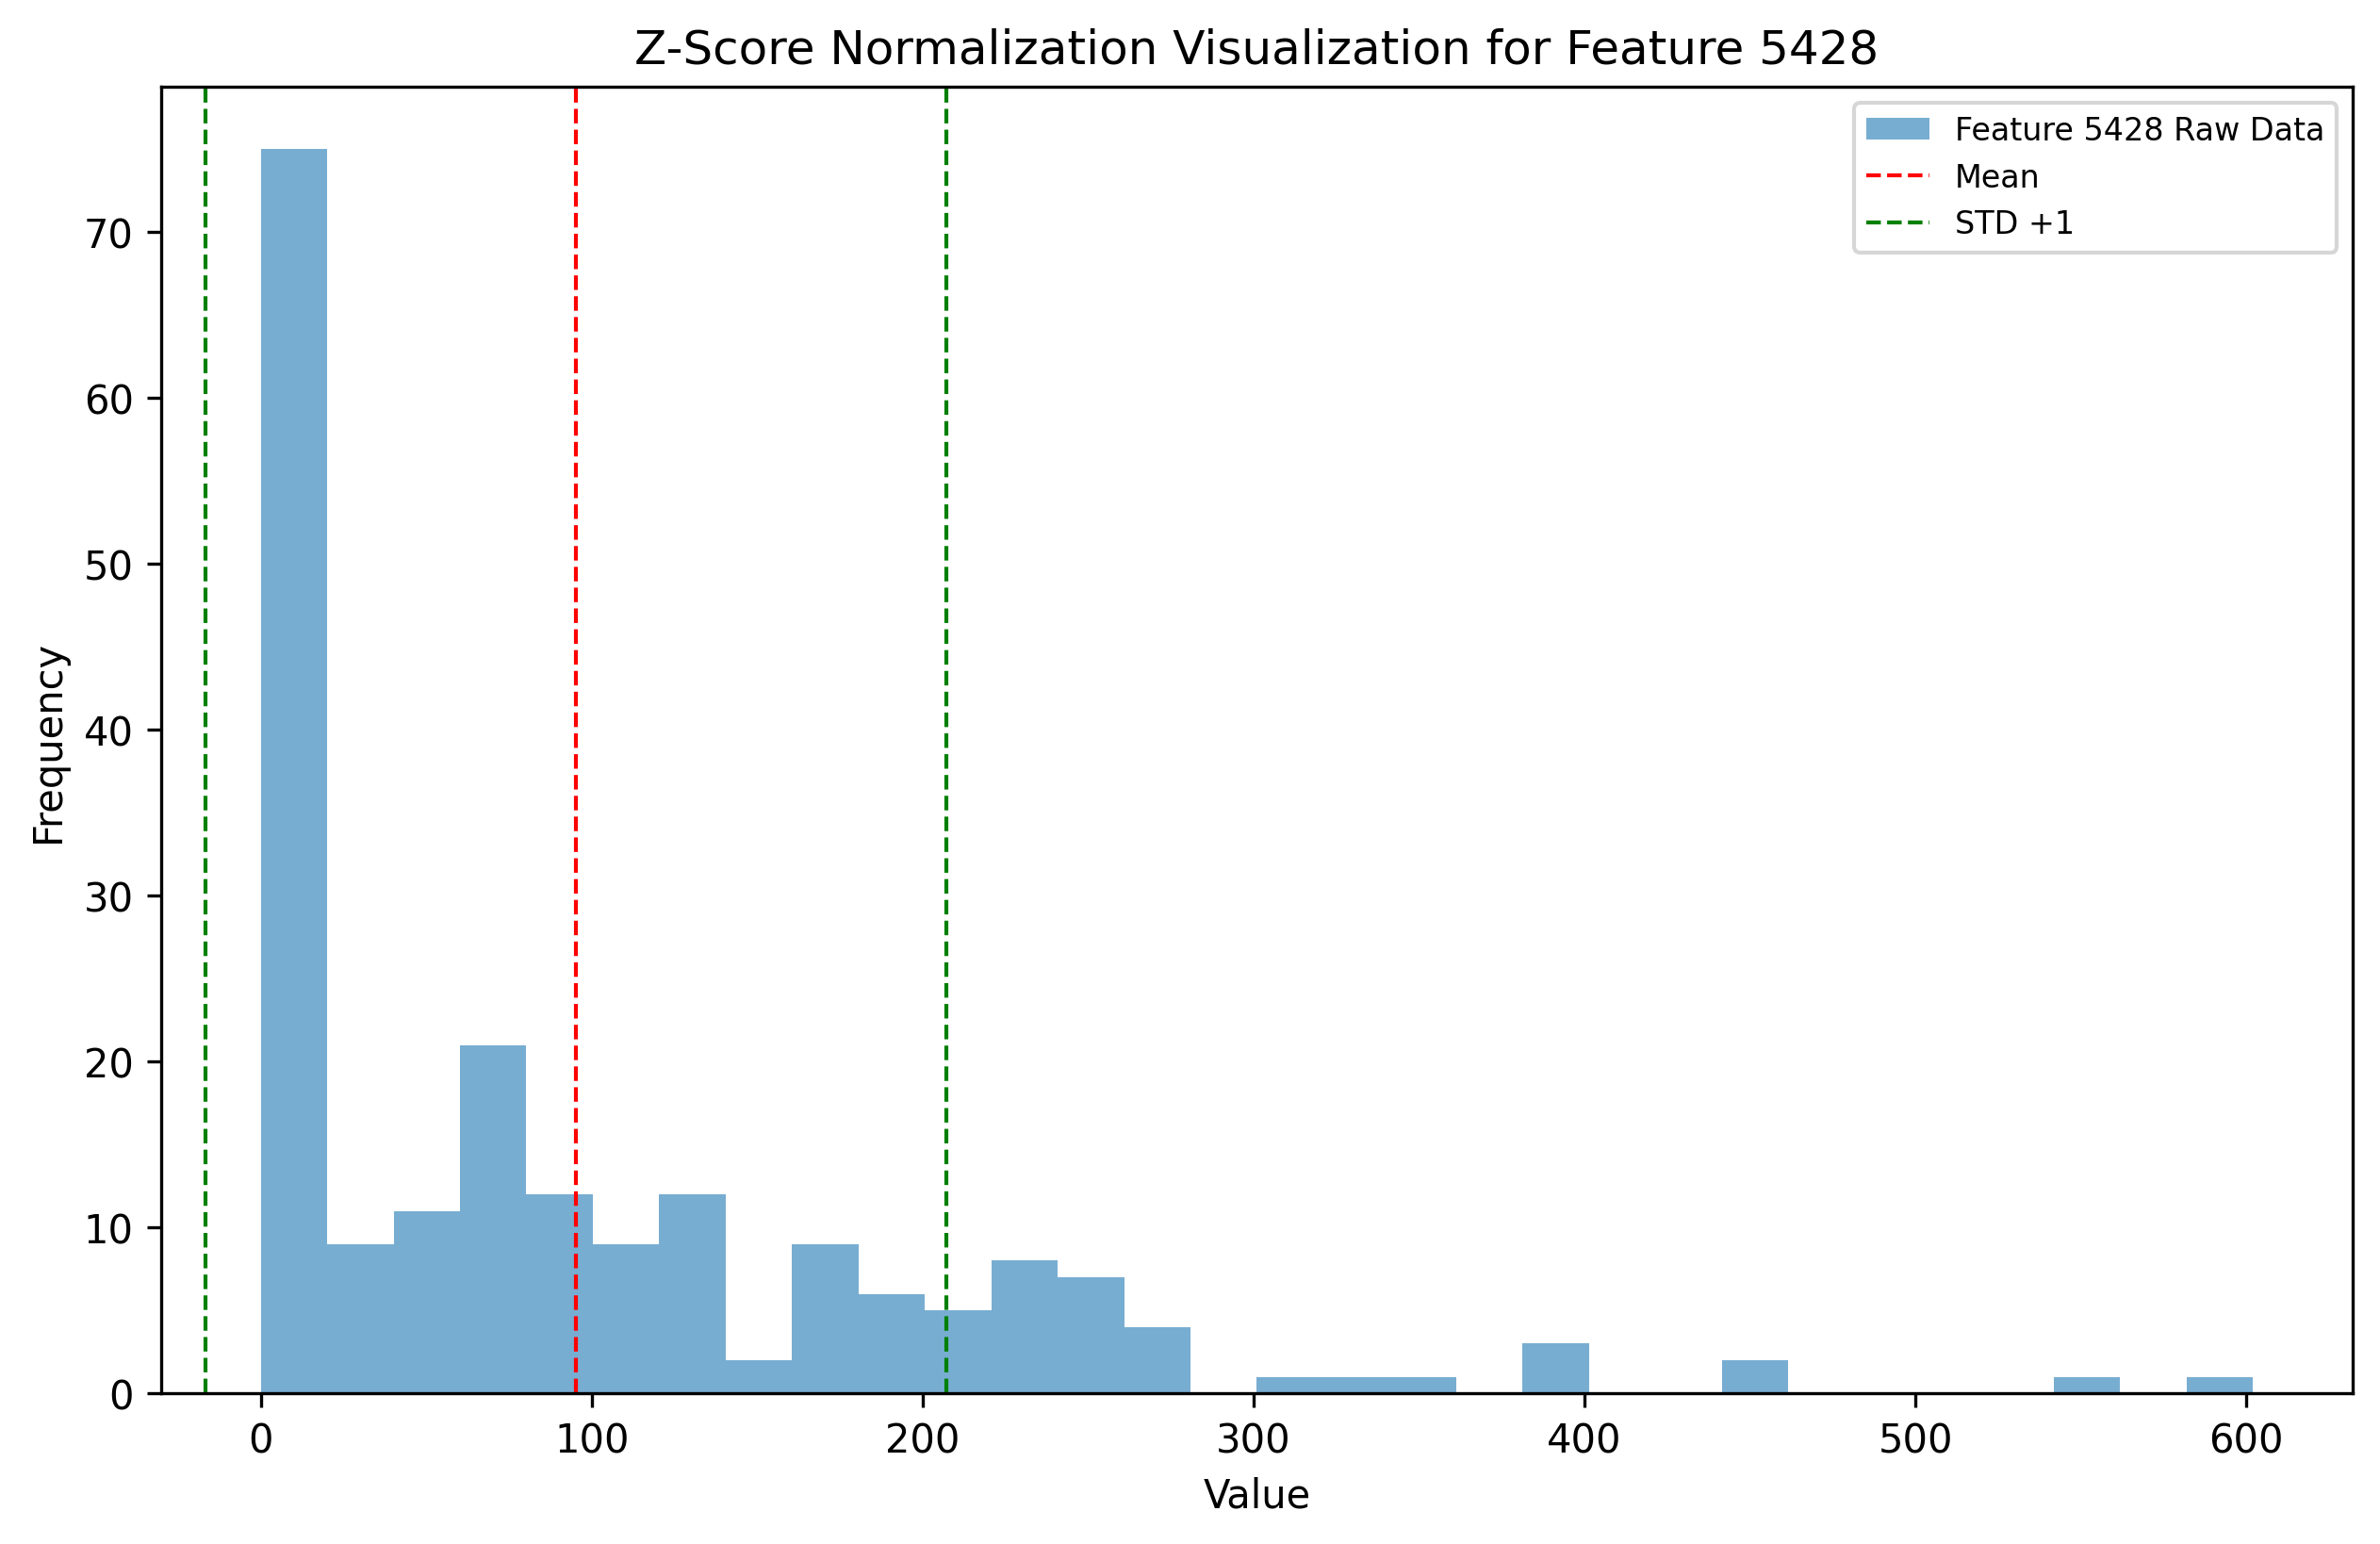 Z-Score Normalization Visualization for Feature 5428
Feature 5428 Raw Data
Mean
STD +1
Frequency
70
60
50
40
30
20
10
0
0 100 200 300 400 500 600
Value